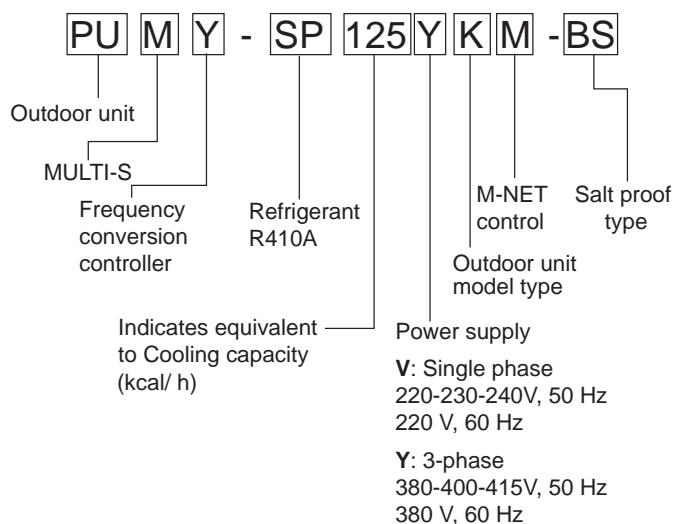 PU M Y - SP 125 Y K M -BS
Outdoor unit
MULTI-S
Frequency
conversion
controller
Refrigerant
R410A
M-NET
control
Salt proof
type
Outdoor unit
model type
Indicates equivalent
to Cooling capacity
(kcal/ h)
Power supply
V: Single phase
220-230-240V, 50 Hz
220 V, 60 Hz
Y: 3-phase
380-400-415V, 50 Hz
380 V, 60 Hz